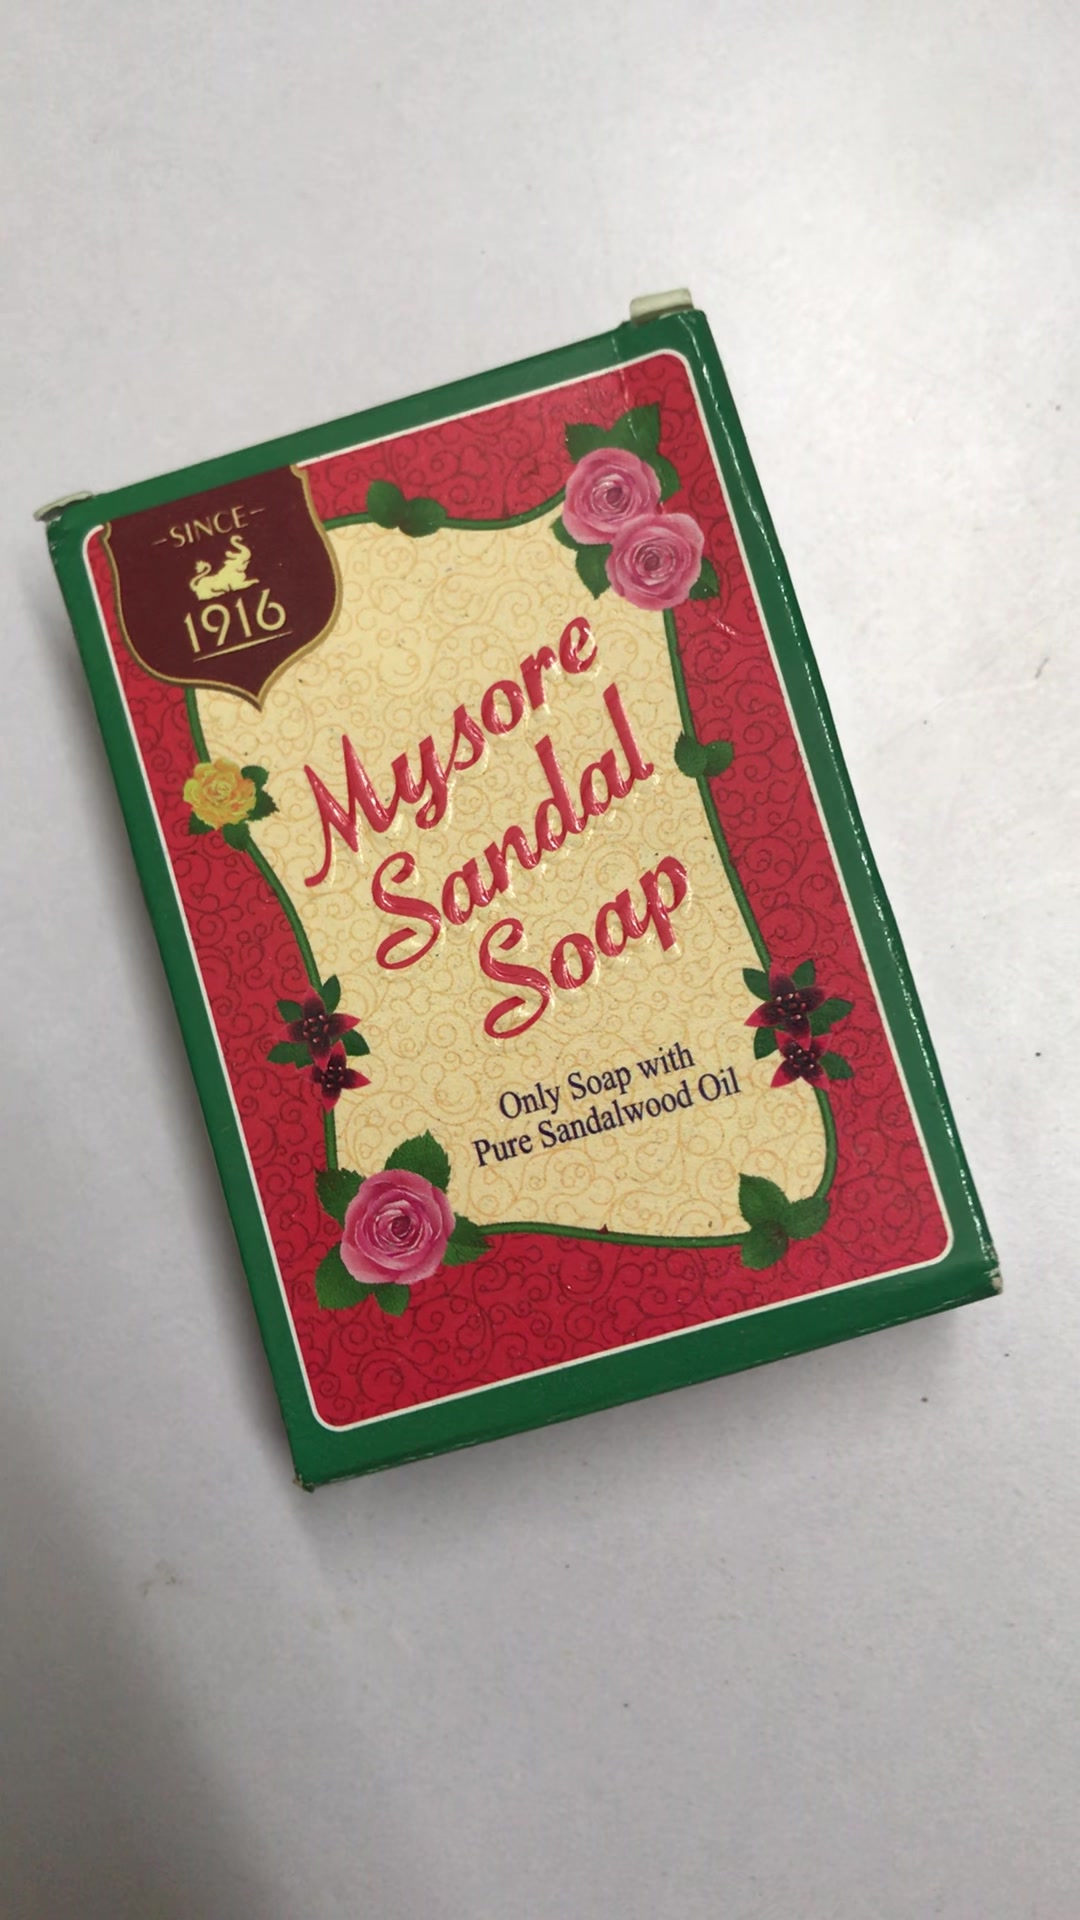 -SINCE-
1916
Mysore
Sandal
Soap
Only Soap with
Pure Sandalwood Oil